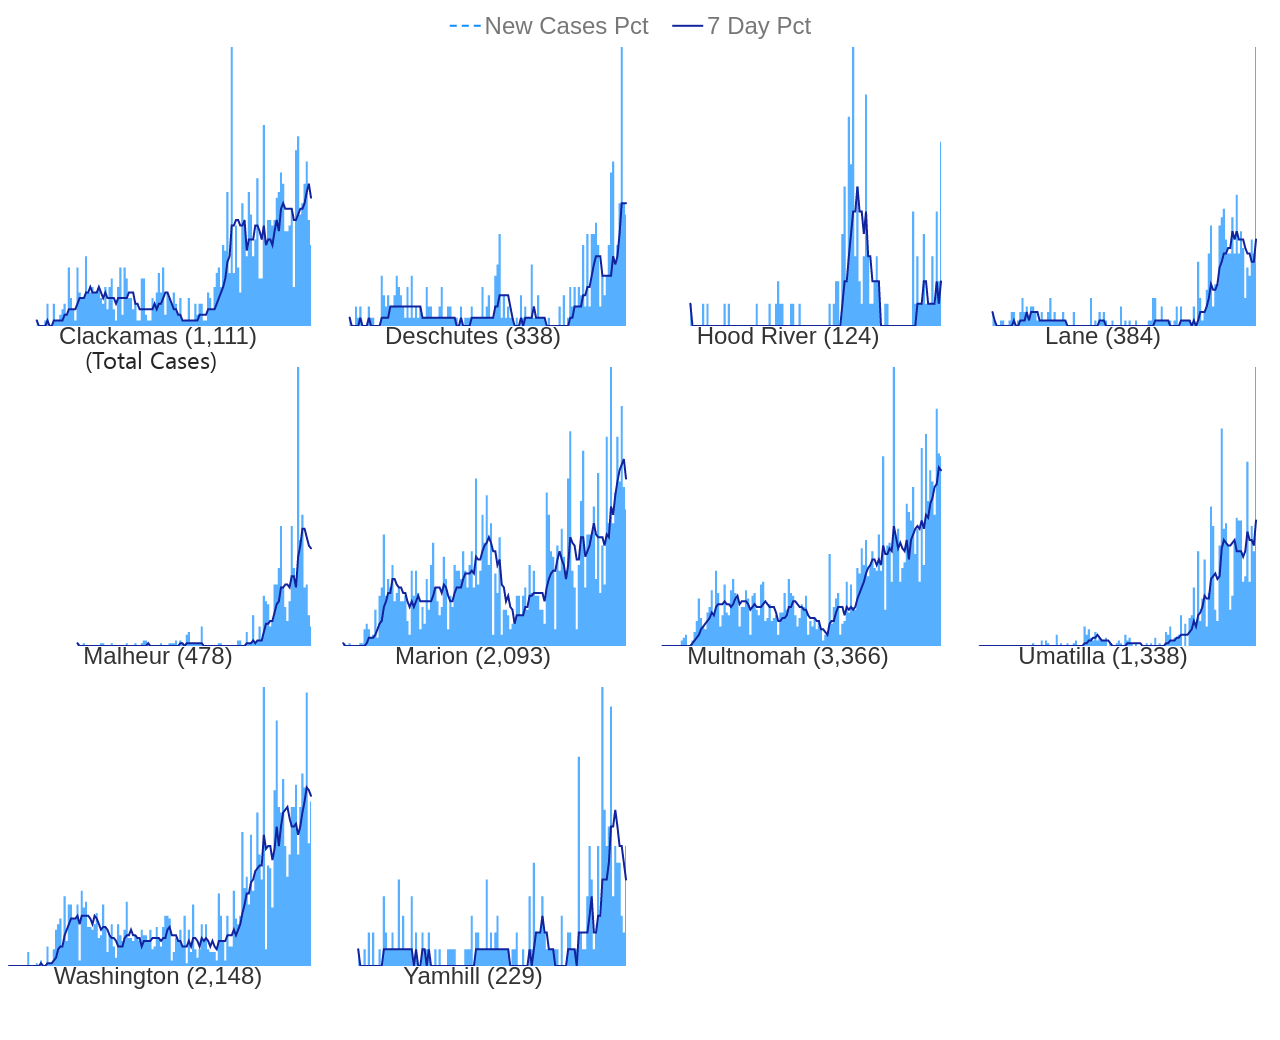 New Cases Pct 7 Day Pct
Clackamas (1,111) Deschutes (338) Hood River (124) Lane (384)
(Total Cases)
Malheur (478) Marion (2,093) Multnomah (3,366) Umatilla (1,338)
Washington (2,148) Yamhill (229)